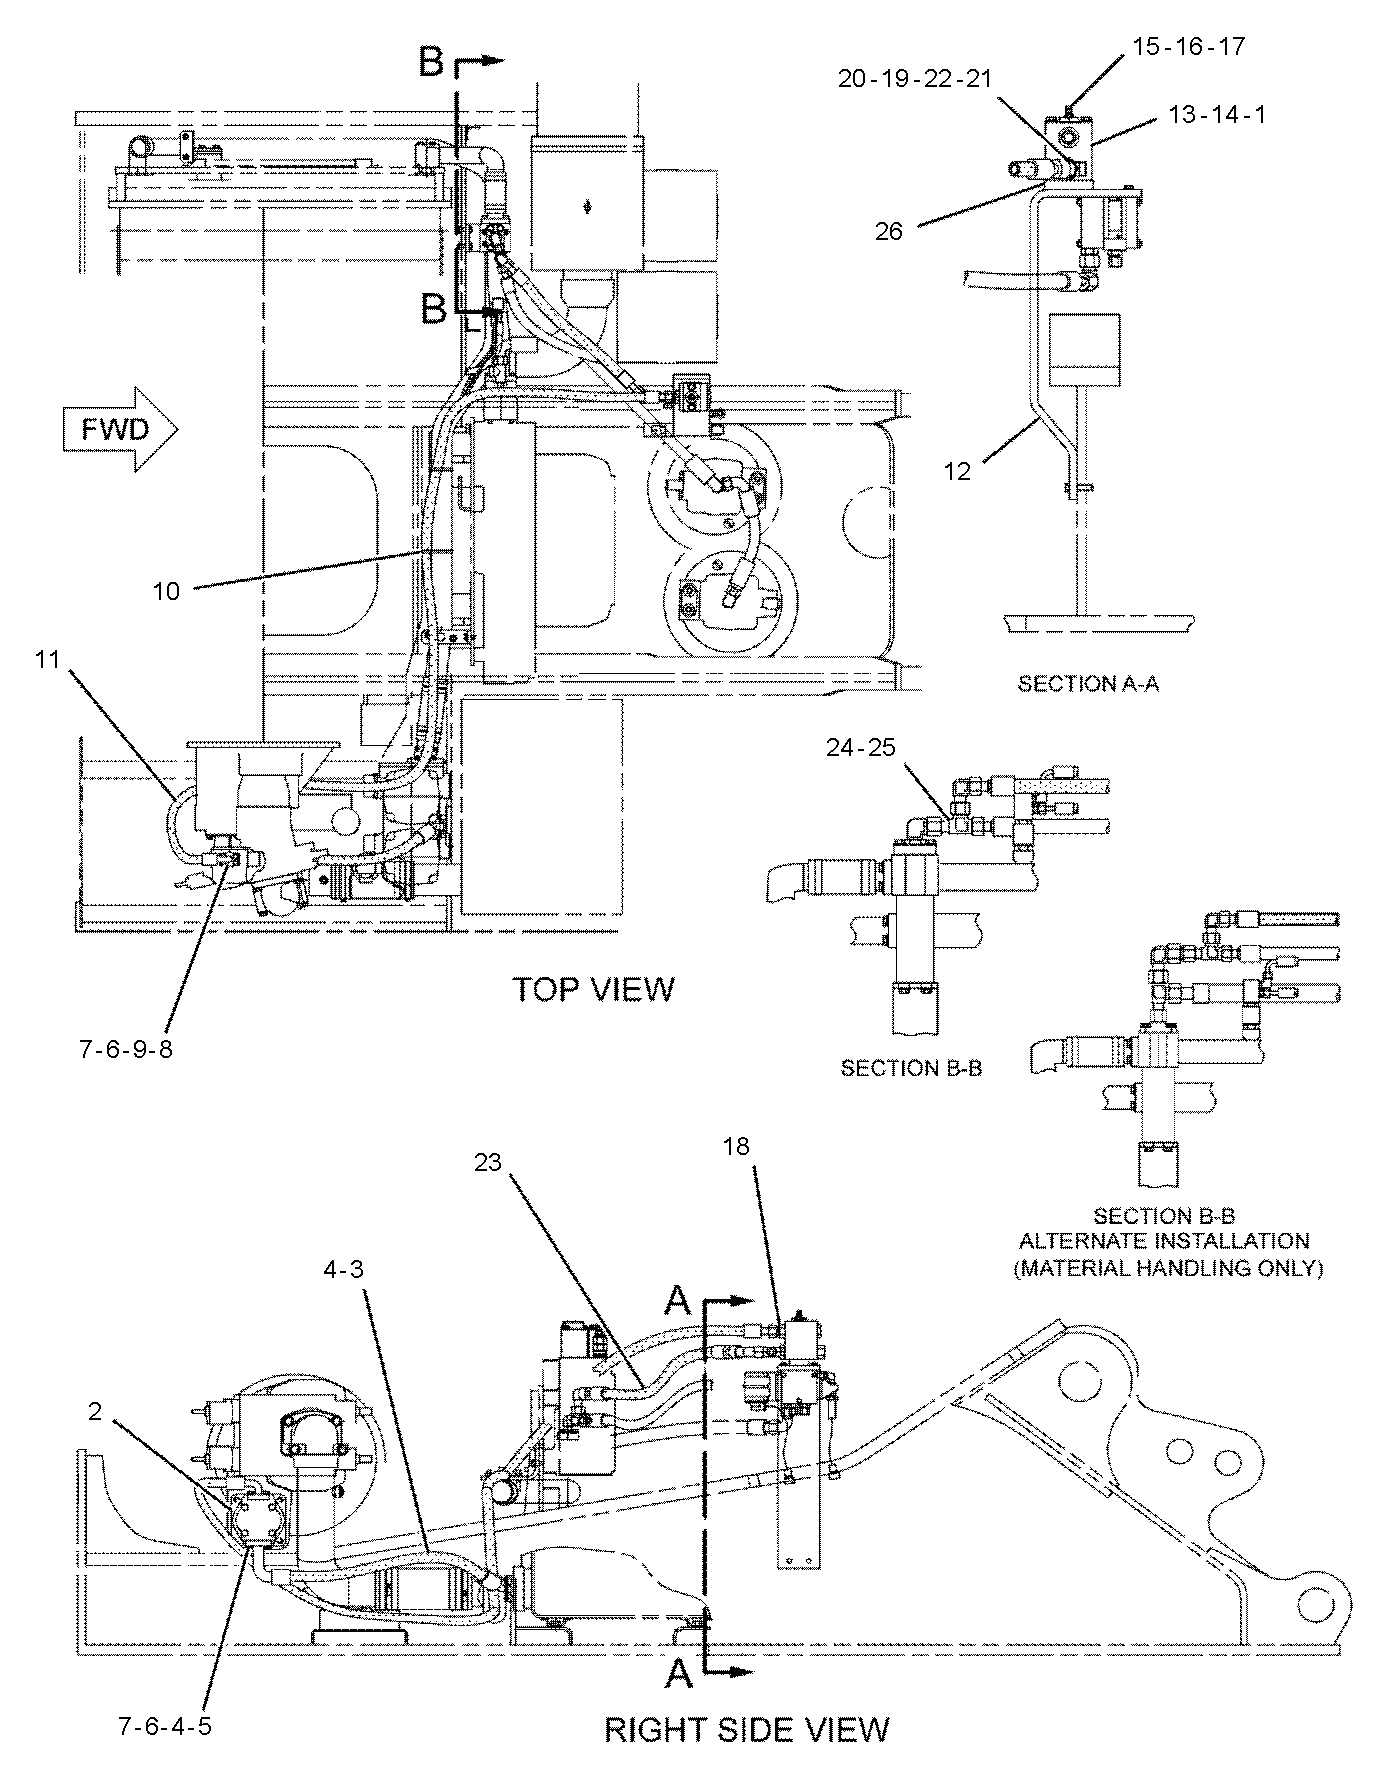 B
15-16-17
20-19-22-21
13-14-1
26
B
FWD
12
10
11
SECTION A-A
24-25
TOP VIEW
7-6-9-8
SECTION B-B
18
23
SECTION B-B
ALTERNATE INSTALLATION
(MATERIAL HANDLING ONLY)
4-3
A
2
A
7-6-4-5
RIGHT SIDE VIEW